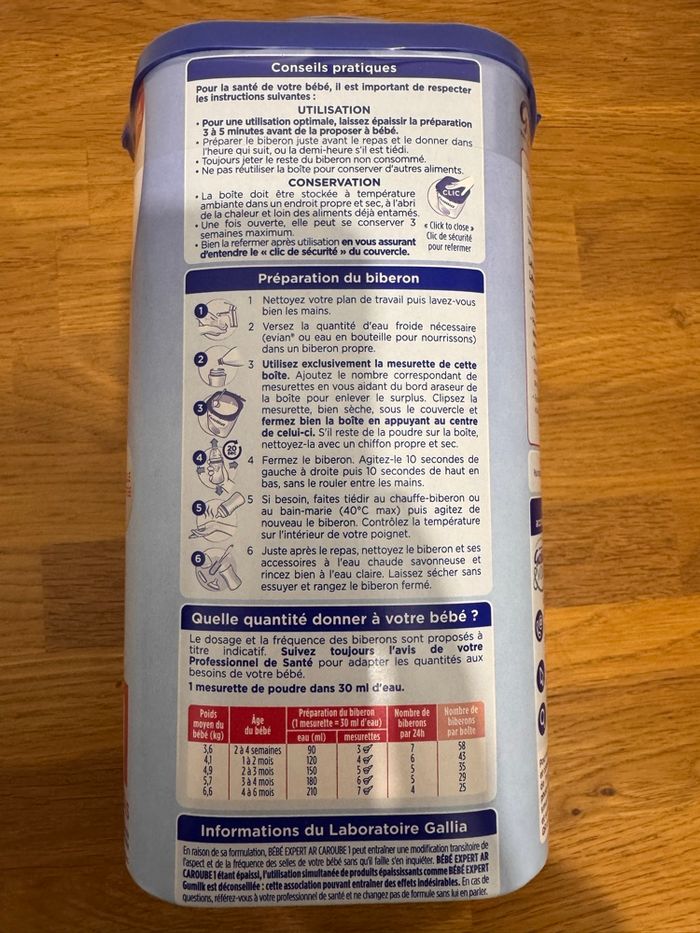 Conseils pratiques
Pour la santé de votre bébé, il est important de respecter
les instructions suivantes :
UTILISATION
• Pour une utilisation optimale, laissez épaissir la préparation
3 à 5 minutes avant de la proposer à bébé.
• Préparer le biberon juste avant le repas et le donner dans
l'heure qui suit, ou la demi-heure s'il est tiédi.
• Toujours jeter le reste du biberon non consommé.
• Ne pas réutiliser la boîte pour conserver d'autres aliments.
CONSERVATION
• La boîte doit être stockée à température
ambiante dans un endroit propre et sec, à l'abri
de la chaleur et loin des aliments déjà entamés.
• Une fois ouverte, elle peut se conserver 3
semaines maximum.
• Bien la refermer après utilisation en vous assurant
d'entendre le « clic de sécurité » du couvercle.
CLIC
« Click to close »
Clic de sécurité
pour refermer
Préparation du biberon
1 Nettoyez votre plan de travail puis lavez-vous
bien les mains.
2 Versez la quantité d'eau froide nécessaire
(evian® ou eau en bouteille pour nourrissons)
dans un biberon propre.
3 Utilisez exclusivement la mesurette de cette
boîte. Ajoutez le nombre correspondant de
mesurettes en vous aidant du bord araseur de
la boîte pour enlever le surplus. Clipsez la
mesurette, bien sèche, sous le couvercle et
fermez bien la boîte en appuyant au centre
de celui-ci. S'il reste de la poudre sur la boîte,
nettoyez-la avec un chiffon propre et sec.
4 Fermez le biberon. Agitez-le 10 secondes de
gauche à droite puis 10 secondes de haut en
bas, sans le rouler entre les mains.
5 Si besoin, faites tiédir au chauffe-biberon ou
au bain-marie (40°C max) puis agitez de
nouveau le biberon. Contrôlez la température
sur l'intérieur de votre poignet.
6 Juste après le repas, nettoyez le biberon et ses
accessoires à l'eau chaude savonneuse et
rincez bien à l'eau claire. Laissez sécher sans
essuyer et rangez le biberon fermé.
1
2
3
4
20 sec
5
6
Quelle quantité donner à votre bébé ?
Le dosage et la fréquence des biberons sont proposés à
titre indicatif. Suivez toujours l'avis de votre
Professionnel de Santé pour adapter les quantités aux
besoins de votre bébé.
1 mesurette de poudre dans 30 ml d'eau.
Poids moyen du bébé (kg) Âge du bébé Préparation du biberon (1 mesurette = 30 ml d'eau) Nombre de biberons par 24h Nombre de biberons par boîte
eau (ml) mesurettes
3,6 2 à 4 semaines 90 3 7 58
4,1 1 à 2 mois 120 4 6 43
4,9 2 à 3 mois 150 5 5 35
5,7 3 à 4 mois 180 6 5 29
6,6 4 à 6 mois 210 7 4 25
Informations du Laboratoire Gallia
En raison de sa formulation, BÉBÉ EXPERT AR CAROUBE 1 peut entraîner une modification transitoire de
l'aspect et de la fréquence des selles de votre bébé sans qu'il faille s'en inquiéter. BÉBÉ EXPERT AR
CAROUBE 1 étant épaissi, l'utilisation simultanée de produits épaississants comme BÉBÉ EXPERT
Gumilk est déconseillée : cette association pouvant entraîner des effets indésirables. En cas de
questions, référez-vous à votre professionnel de santé et ne changez pas de formule sans lui en parler.